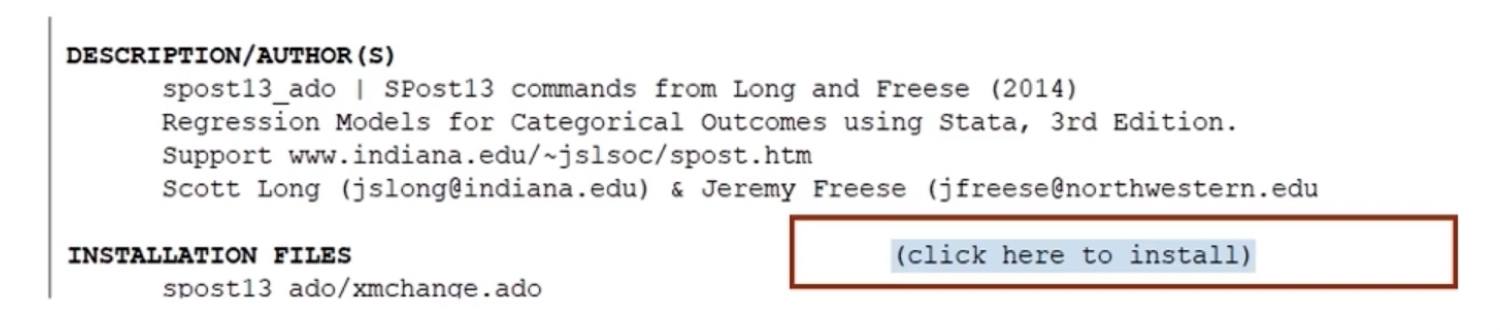 DESCRIPTION/AUTHOR(S)
spost13_ado | SPost13 commands from Long and Freese (2014)
Regression Models for Categorical Outcomes using Stata, 3rd Edition.
Support www.indiana.edu/~jslsoc/spost.htm
Scott Long (jslong@indiana.edu) & Jeremy Freese (jfreese@northwestern.edu
INSTALLATION FILES (click here to install)
spost13_ado/xmchange.ado